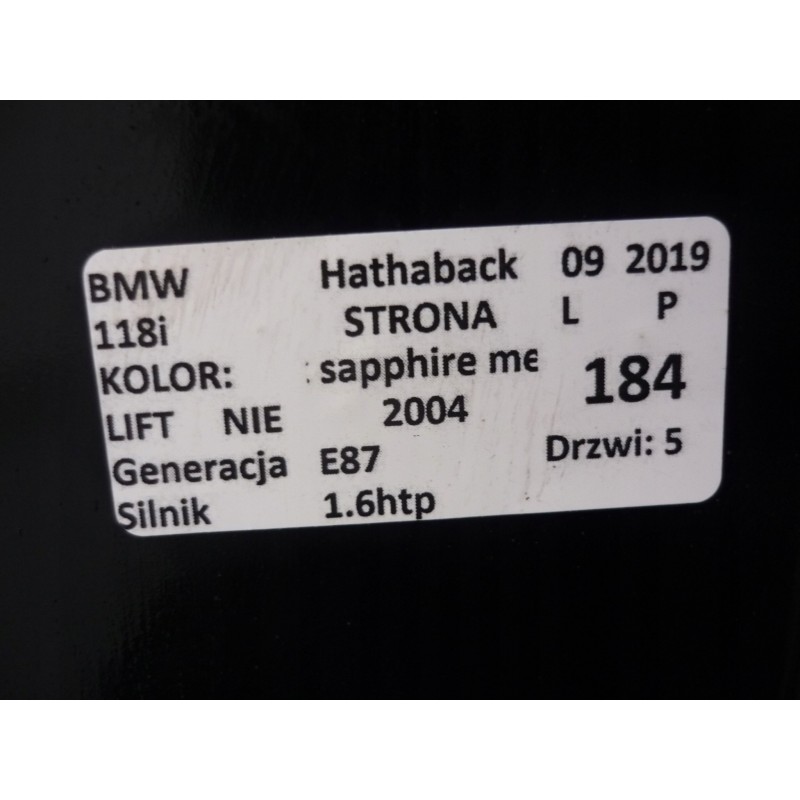 BMW Hathaback 09 2019
118i STRONA L P
KOLOR: : sapphire me 184
LIFT NIE 2004
Generacja E87 Drzwi: 5
Silnik 1.6htp